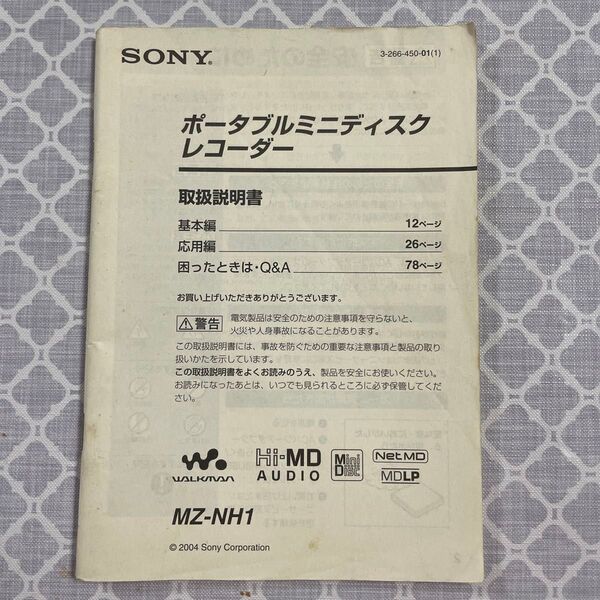 SONY®
3-266-450-01(1)
ポータブルミニディスク
レコーダー
取扱説明書
基本編 12ページ
応用編 26ページ
困ったときは・Q&A 78ページ
お買い上げいただきありがとうございます。
警告
電気製品は安全のための注意事項を守らないと、
火災や人身事故になることがあります。
この取扱説明書には、事故を防ぐための重要な注意事項と製品の取り
扱いかたを示しています。
この取扱説明書をよくお読みのうえ、製品を安全にお使いください。
お読みになったあとは、いつでも見られるところに必ず保管してくだ
さい。
WALKMAN
Hi-MD
AUDIO
Mini
Disc
Net MD
MDLP
MZ-NH1
© 2004 Sony Corporation